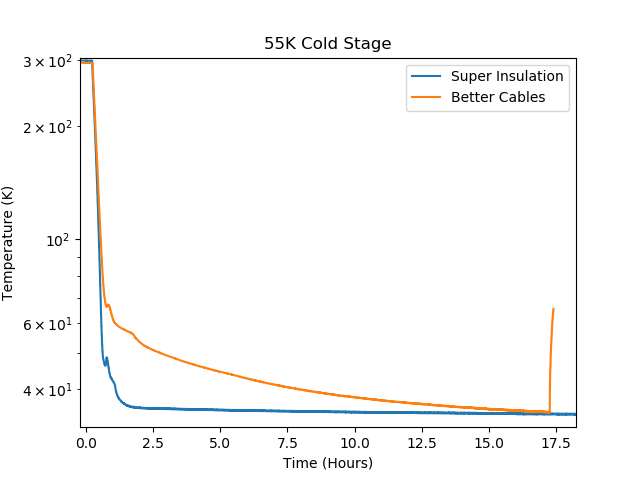 55K Cold Stage
Temperature (K)
3 × 10²
2 × 10²
10²
6 × 10¹
4 × 10¹
Super Insulation
Better Cables
0.0 2.5 5.0 7.5 10.0 12.5 15.0 17.5
Time (Hours)